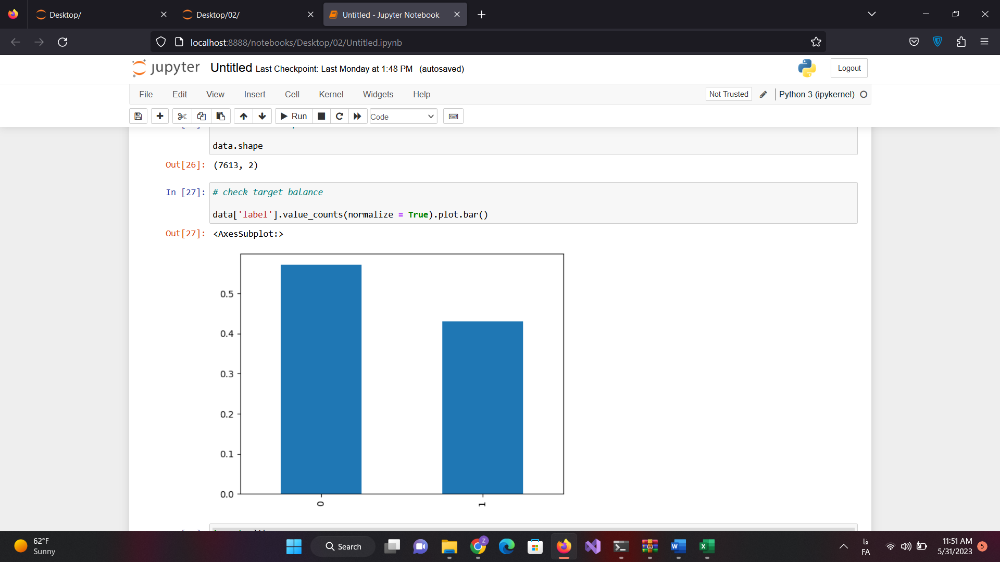 Desktop/
Desktop/02/
Untitled - Jupyter Notebook
localhost:8888/notebooks/Desktop/02/Untitled.ipynb
jupyter Untitled Last Checkpoint: Last Monday at 1:48 PM (autosaved)
Logout
File Edit View Insert Cell Kernel Widgets Help
Not Trusted
Python 3 (ipykernel)
Run
Code
data.shape
Out[26]: (7613, 2)
In [27]: # check target balance
data['label'].value_counts(normalize = True).plot.bar()
Out[27]: <AxesSubplot:>
0.5
0.4
0.3
0.2
0.1
0.0
0
1
62°F
Sunny
Search
Z
W
X
فا
FA
11:51 AM
5/31/2023
5